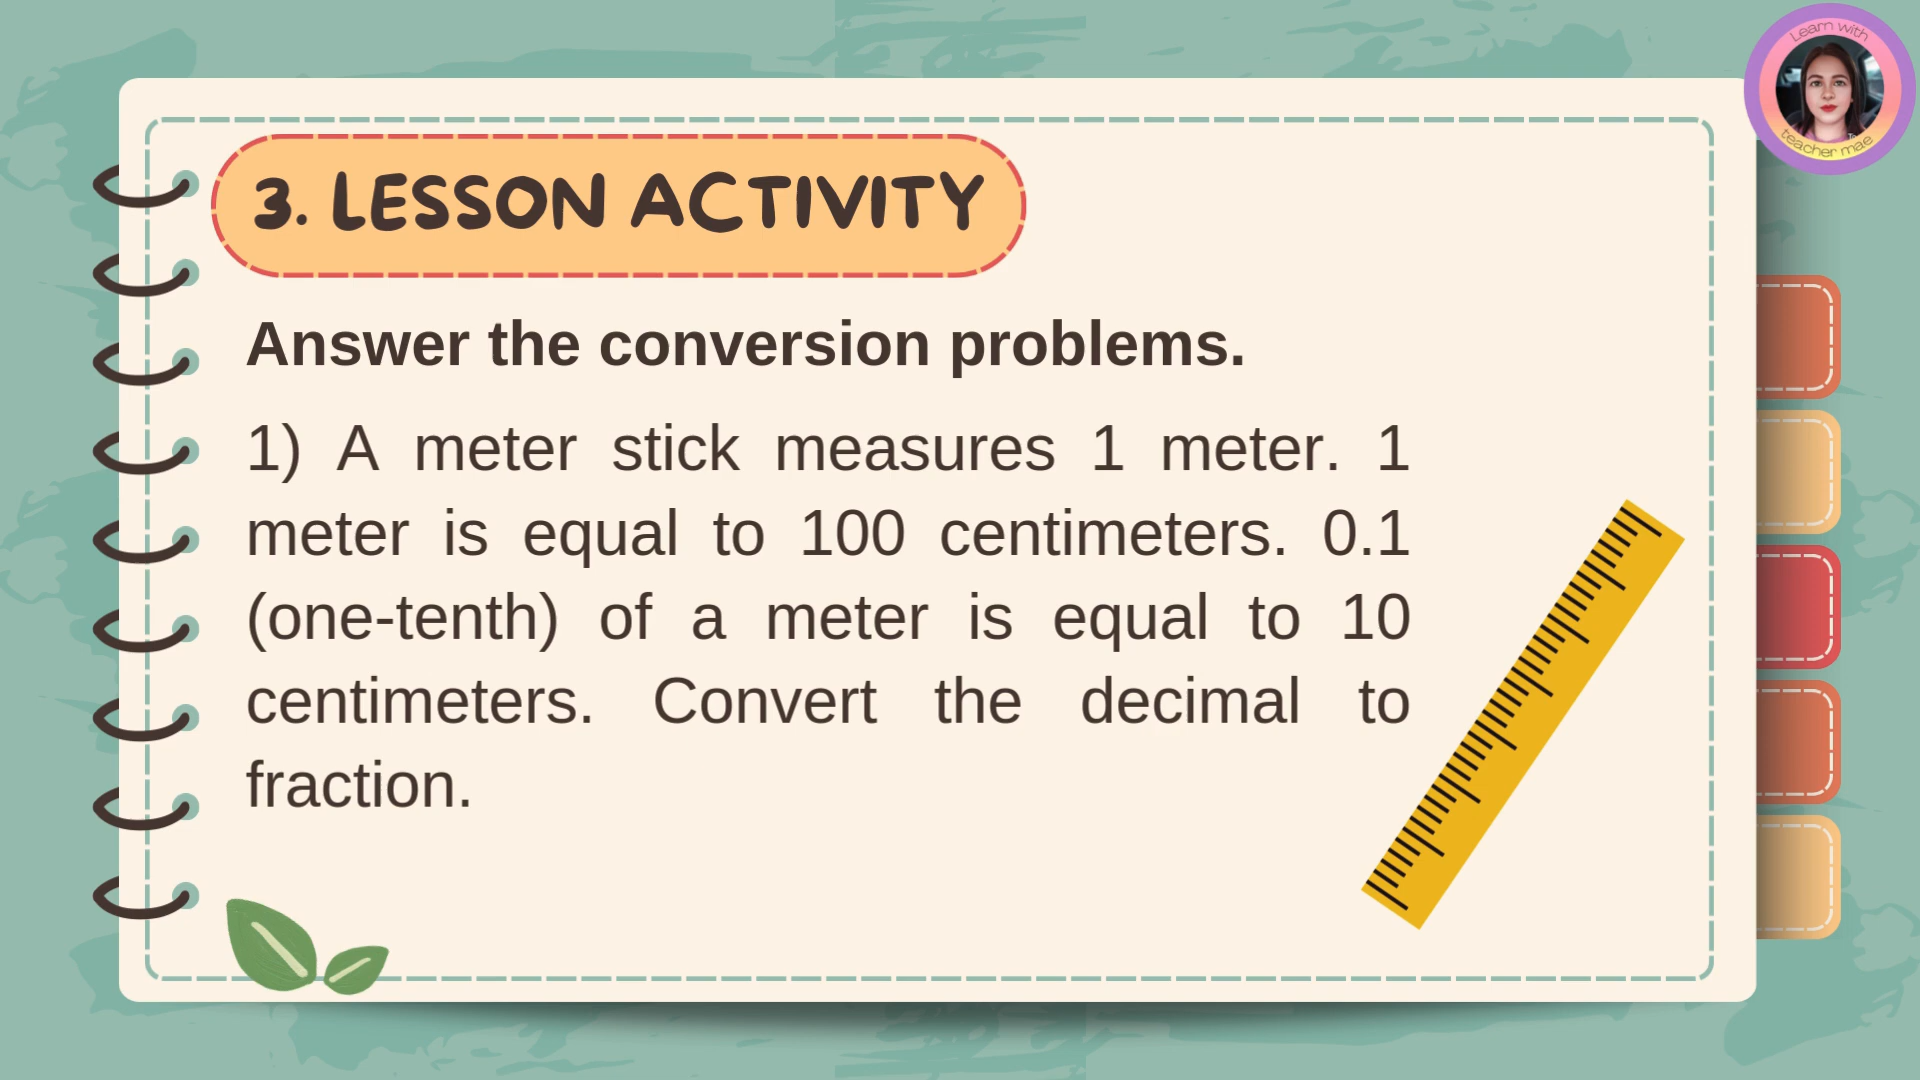 Learn with
teacher mae
3. LESSON ACTIVITY
Answer the conversion problems.
1) A meter stick measures 1 meter. 1
meter is equal to 100 centimeters. 0.1
(one-tenth) of a meter is equal to 10
centimeters. Convert the decimal to
fraction.